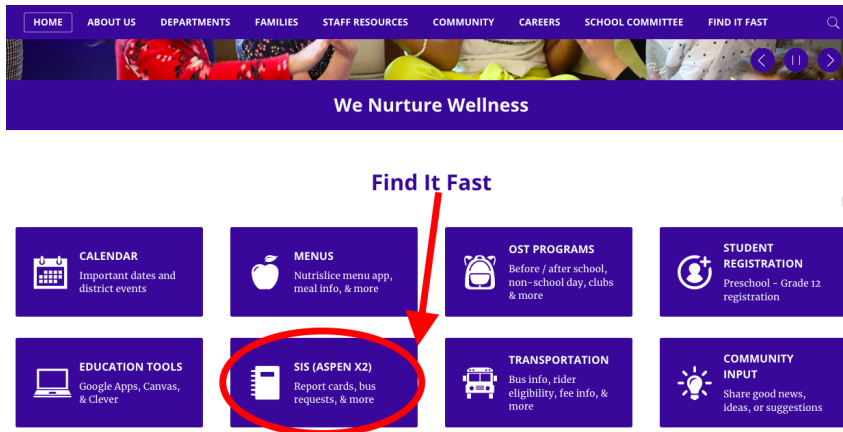 HOME ABOUT US DEPARTMENTS FAMILIES STAFF RESOURCES COMMUNITY CAREERS SCHOOL COMMITTEE FIND IT FAST
We Nurture Wellness
Find It Fast
CALENDAR
Important dates and
district events
MENUS
Nutrislice menu app,
meal info, & more
OST PROGRAMS
Before / after school,
non-school day, clubs
& more
STUDENT
REGISTRATION
Preschool – Grade 12
registration
EDUCATION TOOLS
Google Apps, Canvas,
& Clever
SIS (ASPEN X2)
Report cards, bus
requests, & more
TRANSPORTATION
Bus info, rider
eligibility, fee info, &
more
COMMUNITY
INPUT
Share good news,
ideas, or suggestions